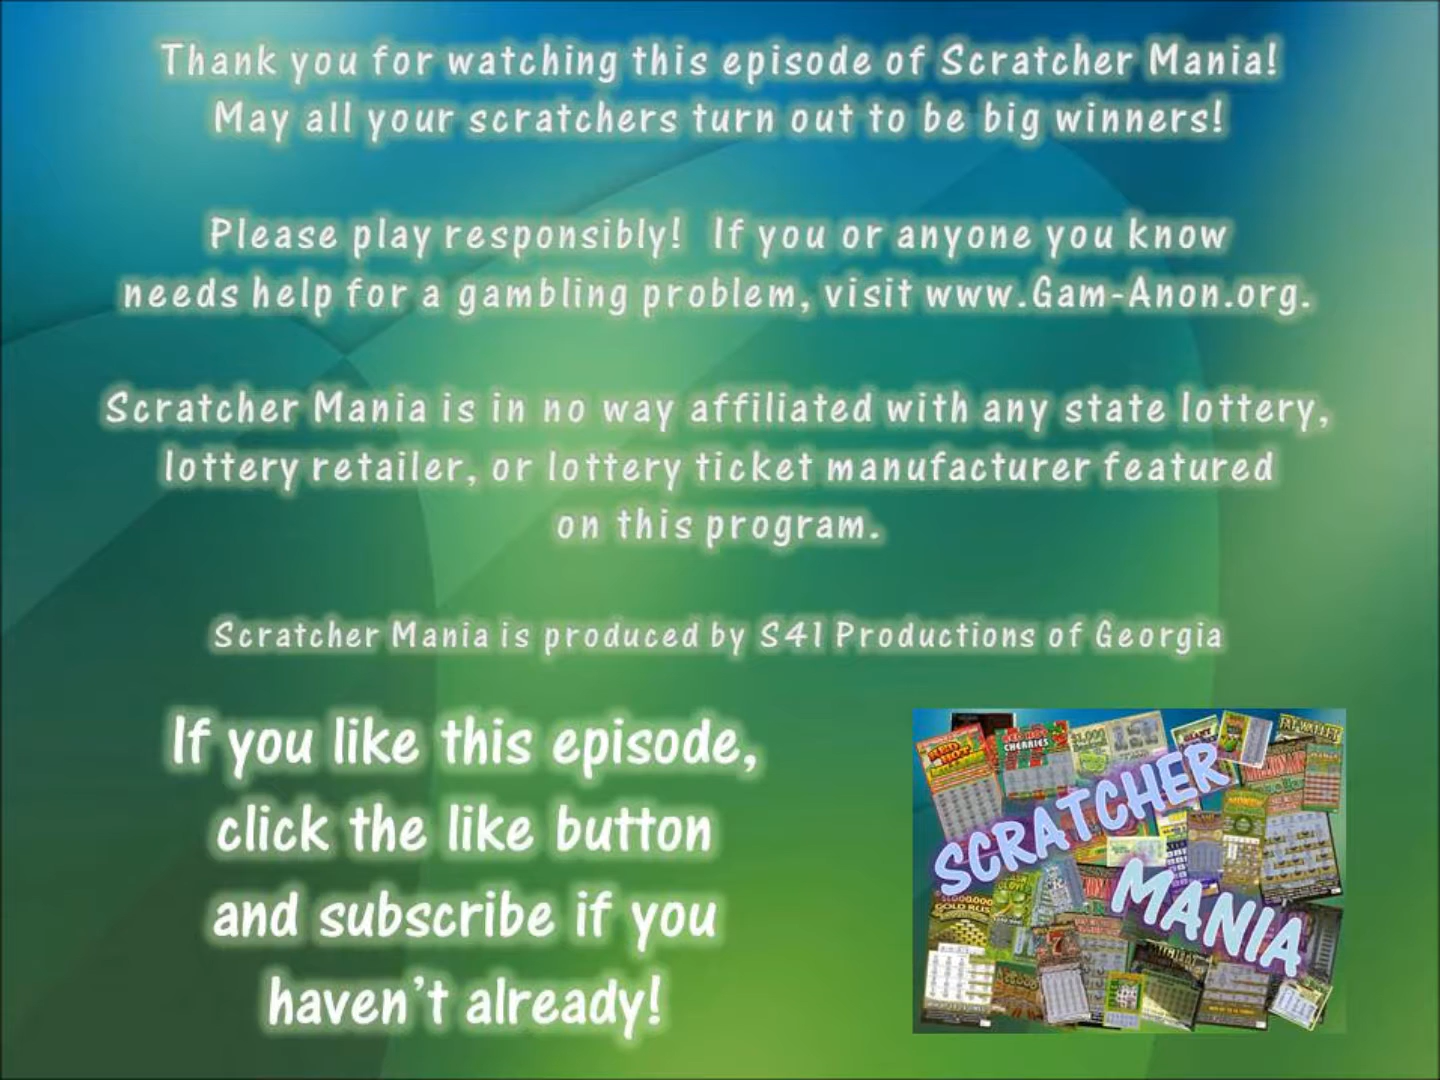 Thank you for watching this episode of Scratcher Mania!
May all your scratchers turn out to be big winners!
Please play responsibly! If you or anyone you know
needs help for a gambling problem, visit www.Gam-Anon.org.
Scratcher Mania is in no way affiliated with any state lottery,
lottery retailer, or lottery ticket manufacturer featured
on this program.
Scratcher Mania is produced by S41 Productions of Georgia
If you like this episode,
click the like button
and subscribe if you
haven't already!
SCRATCHER
MANIA
CHERRIES